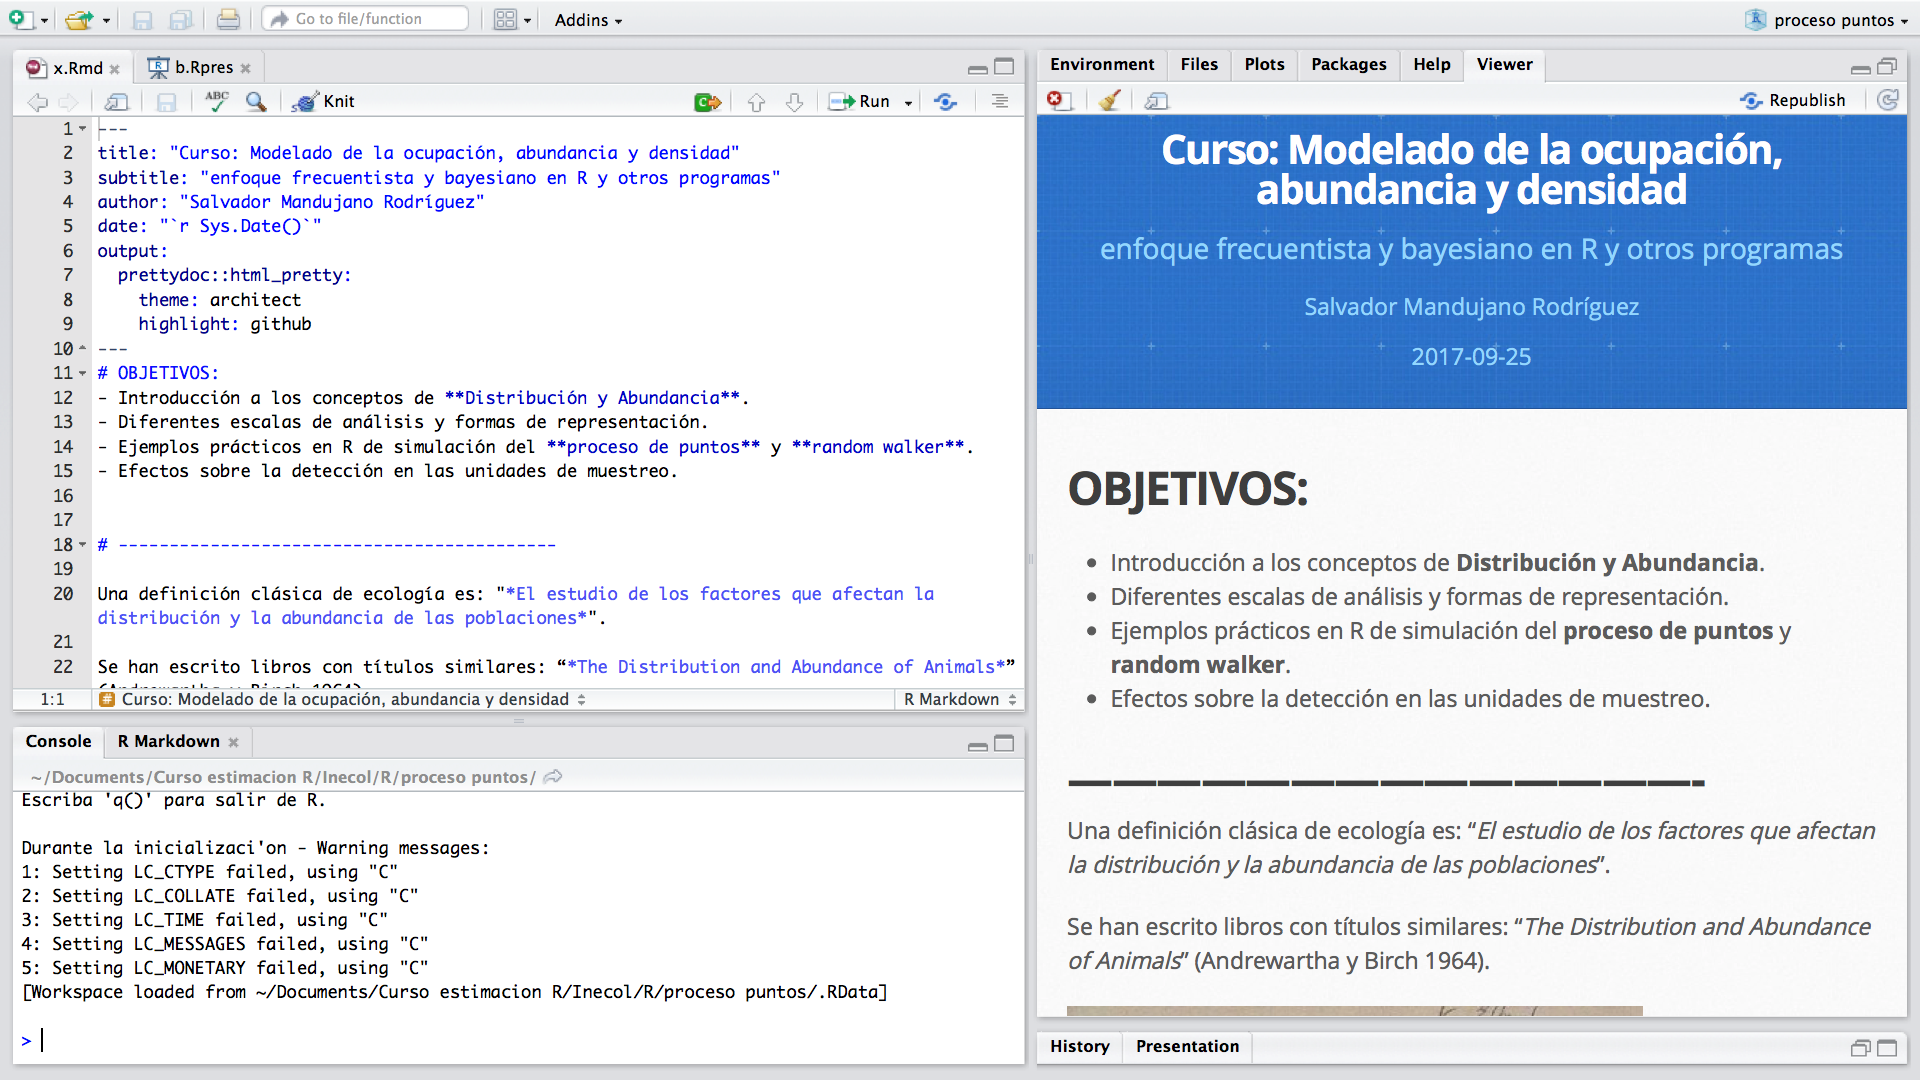 Go to file/function
Addins
proceso puntos
x.Rmd
b.Rpres
ABC
Knit
Run
1 ---
2 title: "Curso: Modelado de la ocupación, abundancia y densidad"
3 subtitle: "enfoque frecuentista y bayesiano en R y otros programas"
4 author: "Salvador Mandujano Rodríguez"
5 date: "`r Sys.Date()`"
6 output:
7 prettydoc::html_pretty:
8 theme: architect
9 highlight: github
10 ---
11 # OBJETIVOS:
12 - Introducción a los conceptos de **Distribución y Abundancia**.
13 - Diferentes escalas de análisis y formas de representación.
14 - Ejemplos prácticos en R de simulación del **proceso de puntos** y **random walker**.
15 - Efectos sobre la detección en las unidades de muestreo.
16
17
18 # -------------------------------------------
19
20 Una definición clásica de ecología es: "*El estudio de los factores que afectan la
distribución y la abundancia de las poblaciones*".
21
22 Se han escrito libros con títulos similares: “*The Distribution and Abundance of Animals*”
(Andrewartha y Birch 1964)
1:1 # Curso: Modelado de la ocupación, abundancia y densidad R Markdown
Console
R Markdown
~/Documents/Curso estimacion R/Inecol/R/proceso puntos/
Escriba 'q()' para salir de R.
Durante la inicializaci'on - Warning messages:
1: Setting LC_CTYPE failed, using "C"
2: Setting LC_COLLATE failed, using "C"
3: Setting LC_TIME failed, using "C"
4: Setting LC_MESSAGES failed, using "C"
5: Setting LC_MONETARY failed, using "C"
[Workspace loaded from ~/Documents/Curso estimacion R/Inecol/R/proceso puntos/.RData]
>
Environment Files Plots Packages Help Viewer
Republish
Curso: Modelado de la ocupación,
abundancia y densidad
enfoque frecuentista y bayesiano en R y otros programas
Salvador Mandujano Rodríguez
2017-09-25
OBJETIVOS:
• Introducción a los conceptos de Distribución y Abundancia.
• Diferentes escalas de análisis y formas de representación.
• Ejemplos prácticos en R de simulación del proceso de puntos y
random walker.
• Efectos sobre la detección en las unidades de muestreo.
——————————————-
Una definición clásica de ecología es: “El estudio de los factores que afectan
la distribución y la abundancia de las poblaciones”.
Se han escrito libros con títulos similares: “The Distribution and Abundance
of Animals” (Andrewartha y Birch 1964).
History Presentation